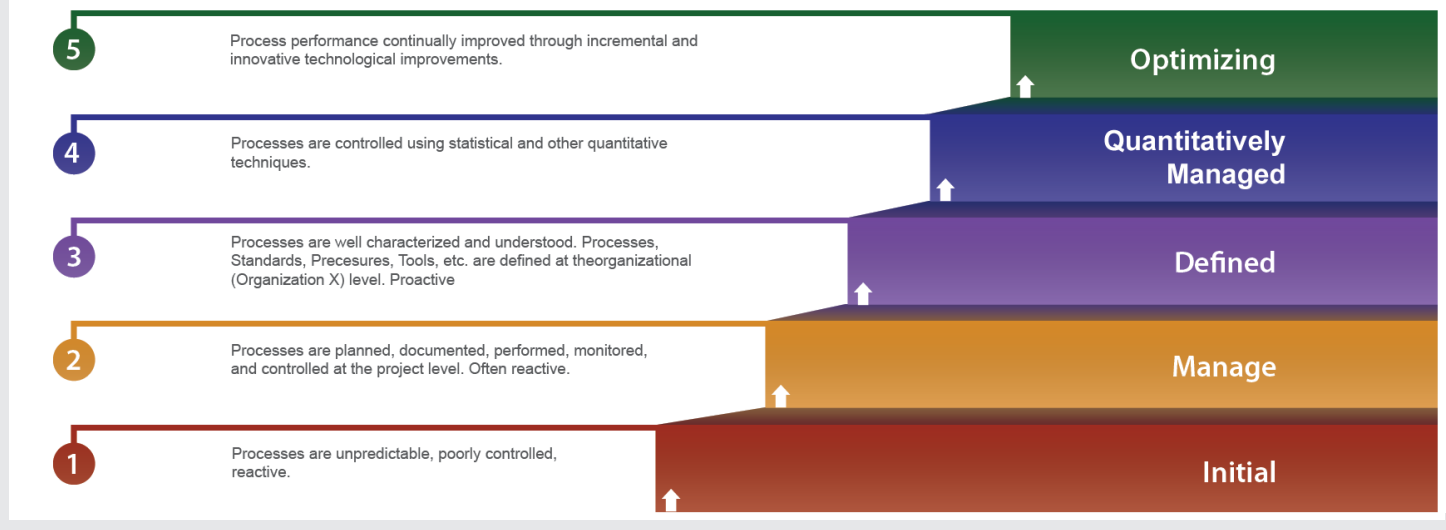 5
Process performance continually improved through incremental and
innovative technological improvements.
Optimizing
4
Processes are controlled using statistical and other quantitative
techniques.
Quantitatively
Managed
3
Processes are well characterized and understood. Processes,
Standards, Precesures, Tools, etc. are defined at theorganizational
(Organization X) level. Proactive
Defined
2
Processes are planned, documented, performed, monitored,
and controlled at the project level. Often reactive.
Manage
1
Processes are unpredictable, poorly controlled,
reactive.
Initial